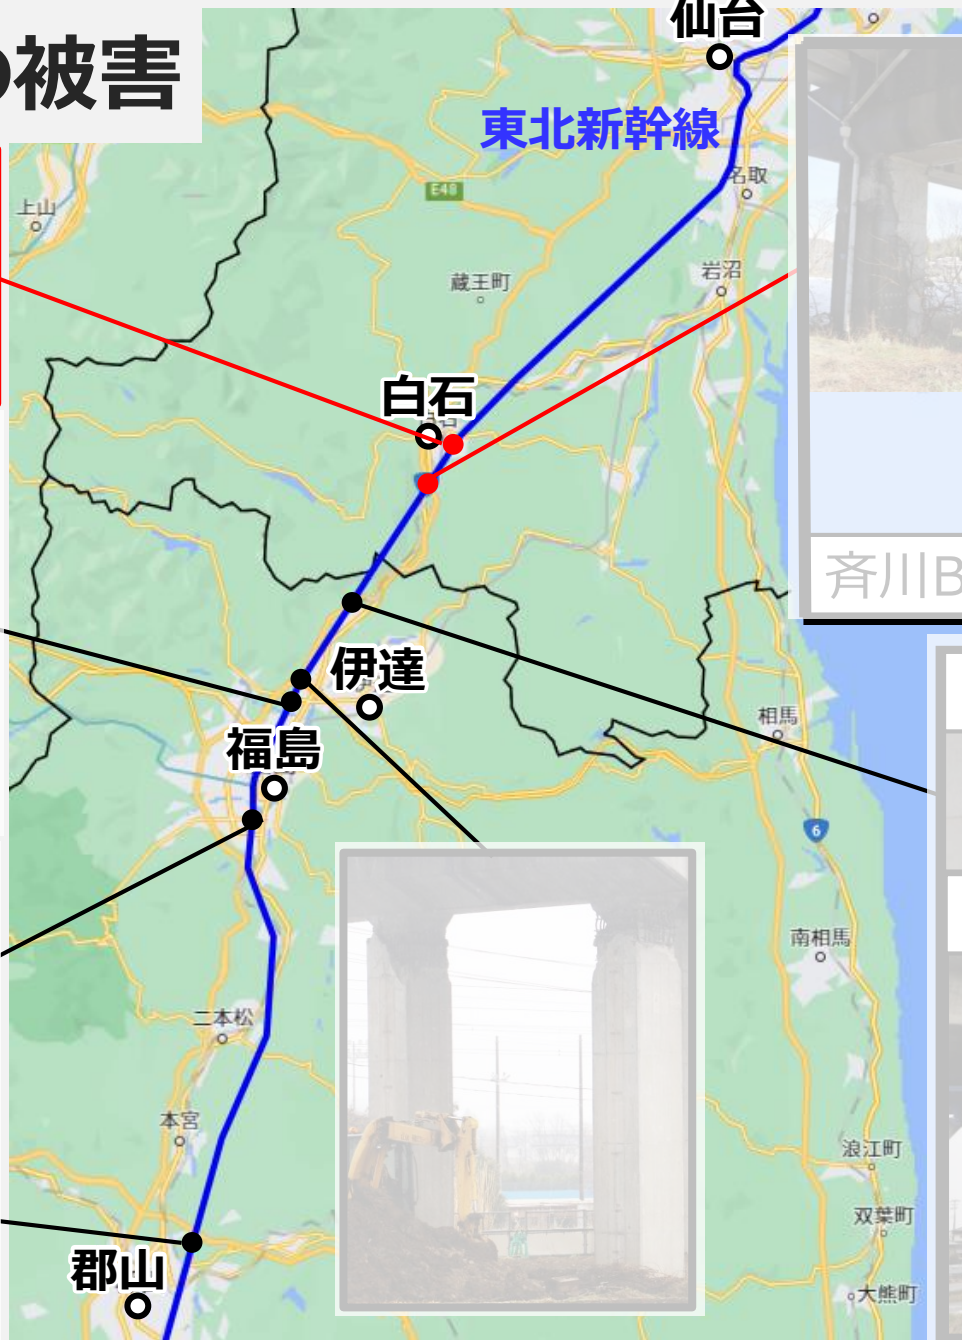 仙台
の被害
東北新幹線
名取
E48
上山
岩沼
蔵王町
白石
斉川B
伊達
相馬
福島
6
南相馬
二本松
本宮
浪江町
双葉町
郡山
大熊町